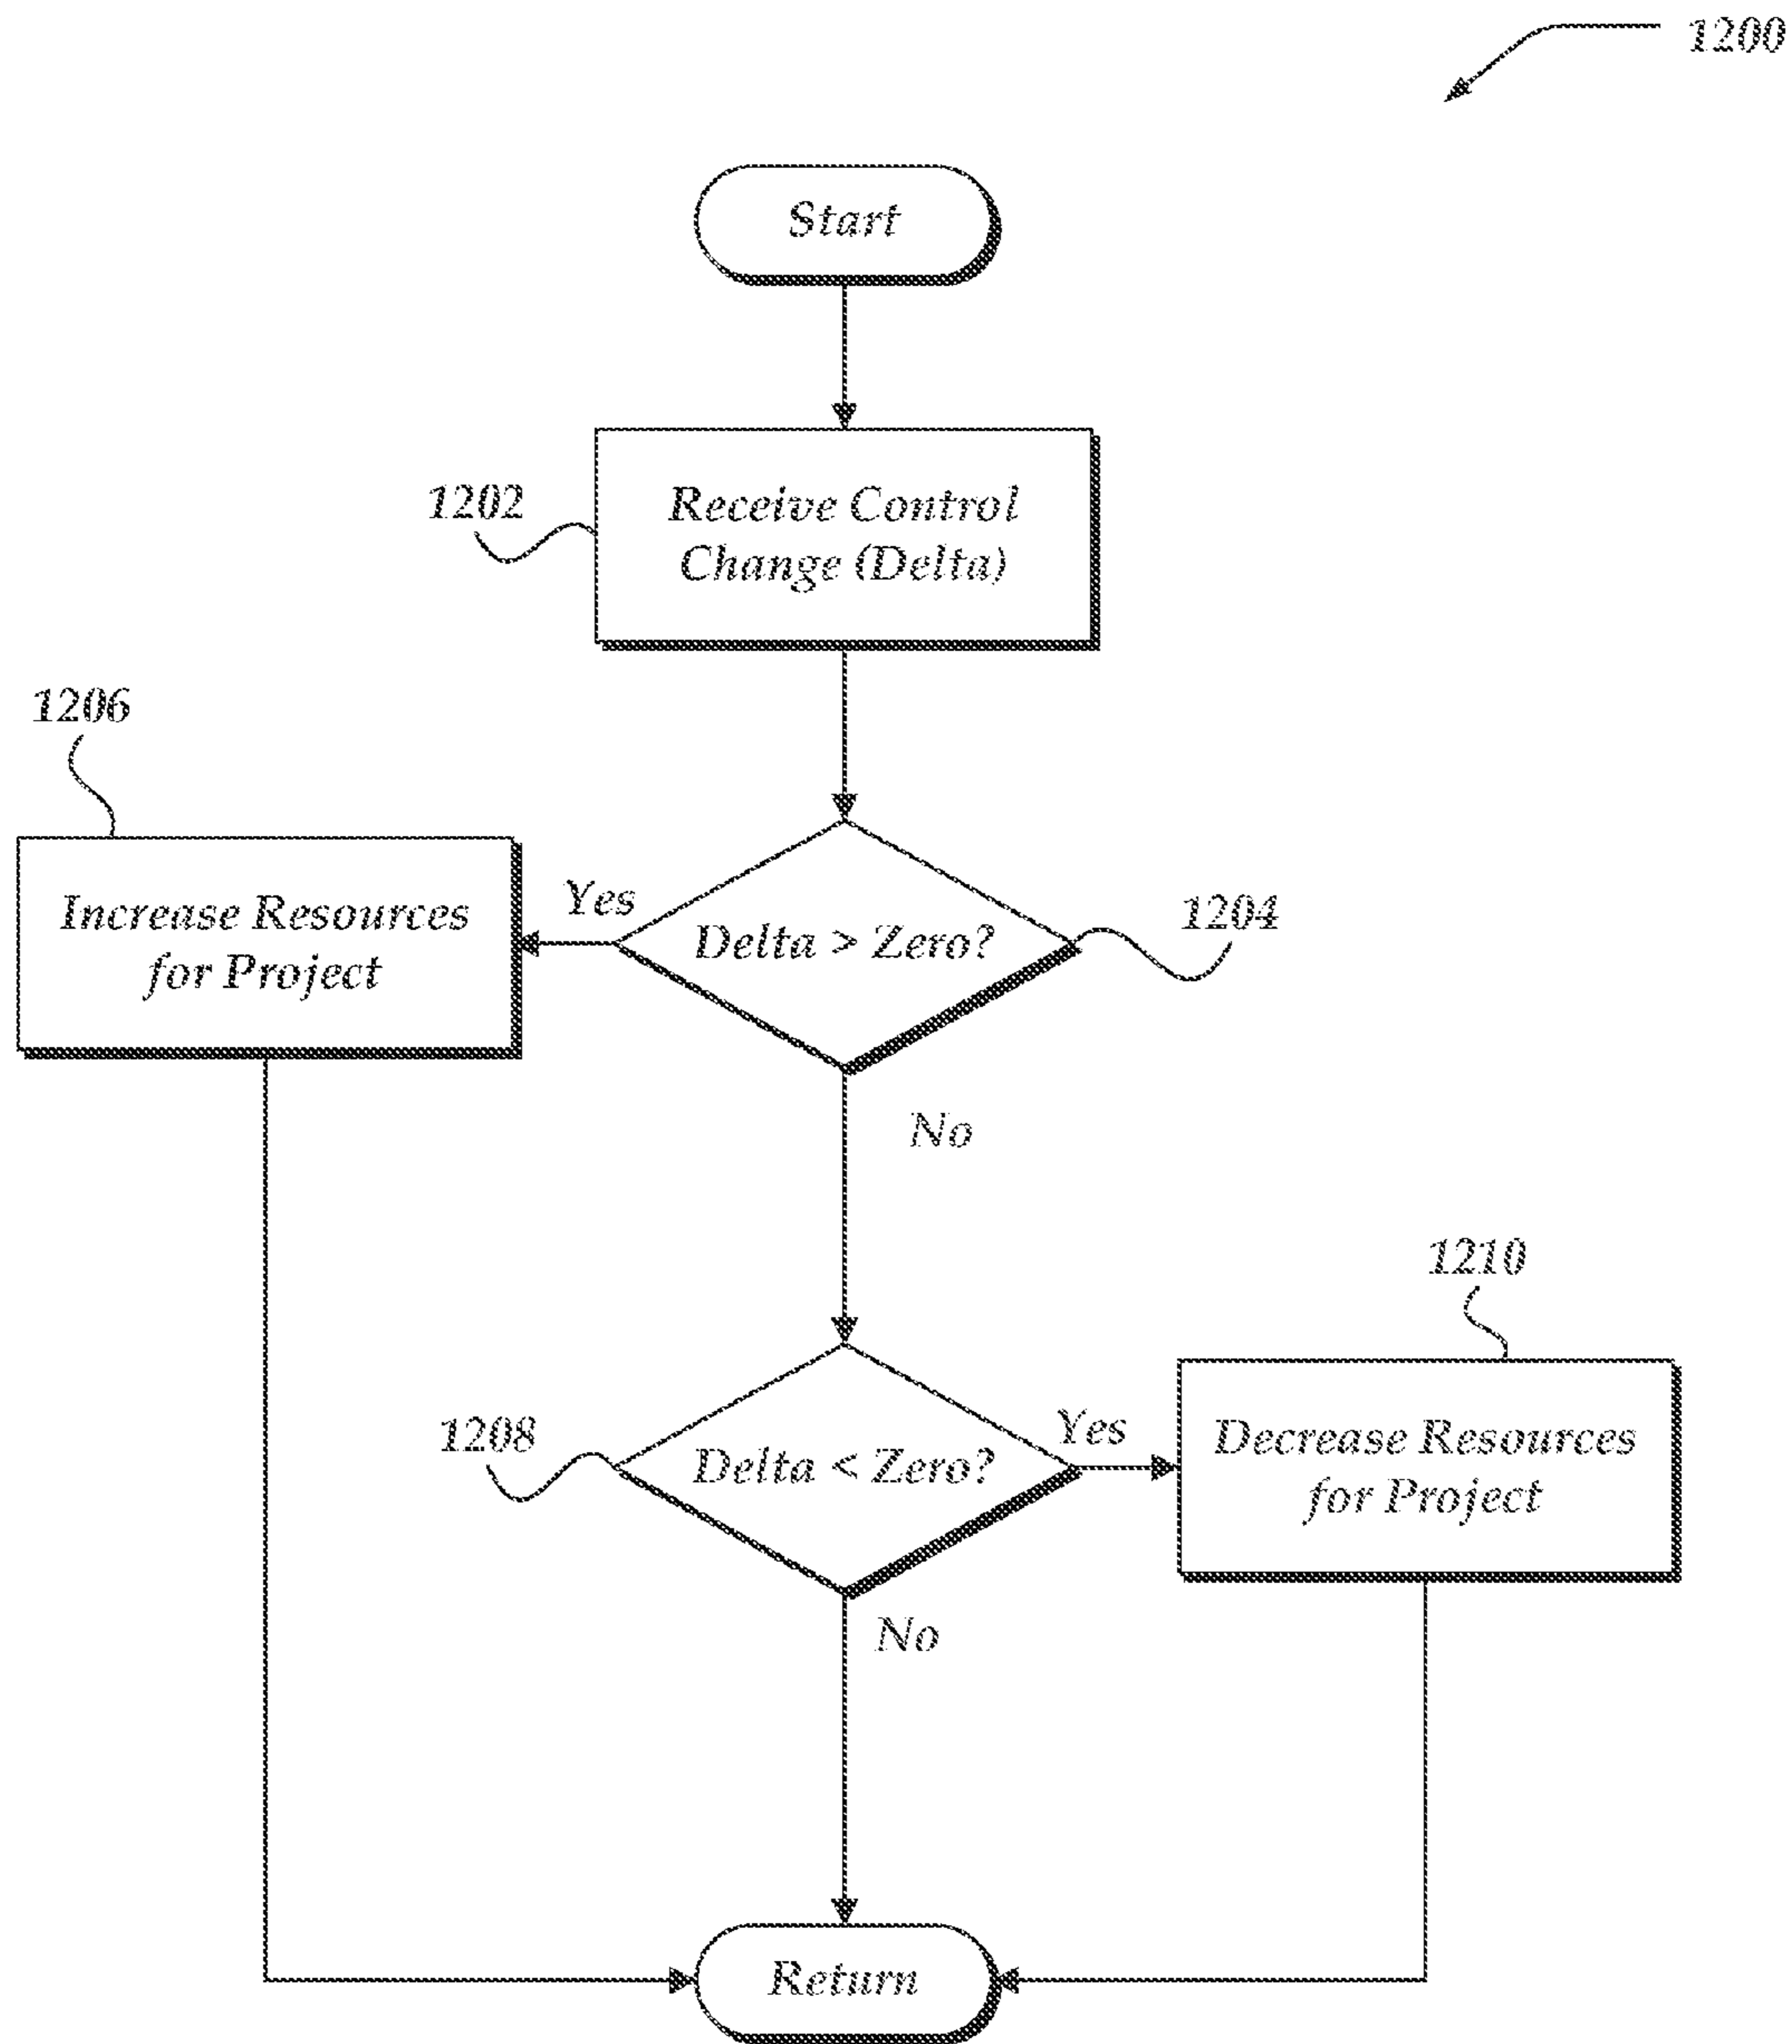 1200
Start
1202
Receive Control
Change (Delta)
1206
Increase Resources
for Project
Yes
Delta > Zero?
1204
No
1210
1208
Delta < Zero?
Yes
Decrease Resources
for Project
No
Return